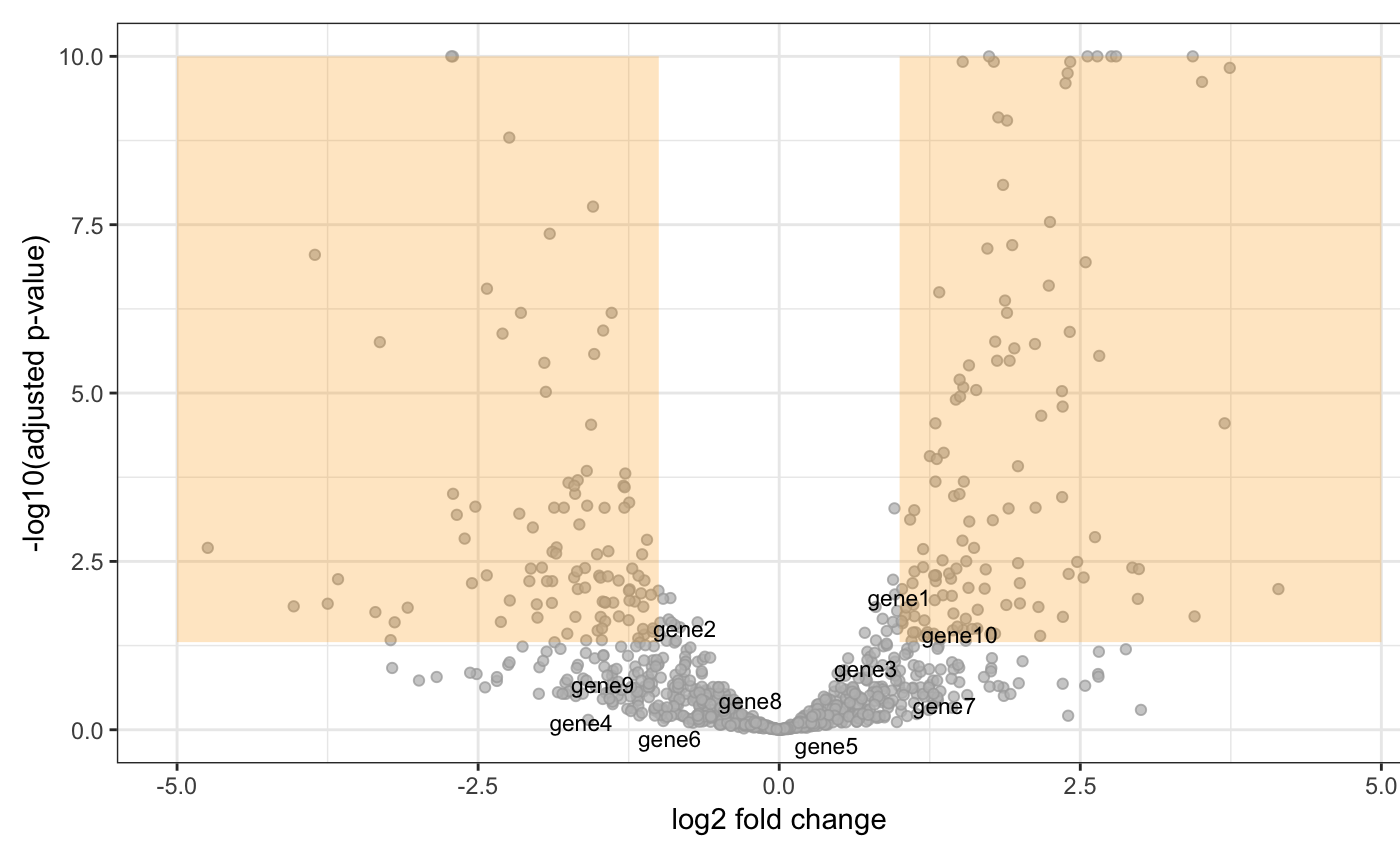 -log10(adjusted p-value)
10.0
7.5
5.0
2.5
0.0
gene1
gene2
gene10
gene3
gene9
gene8
gene7
gene4
gene6
gene5
-5.0
-2.5
0.0
2.5
5.0
log2 fold change